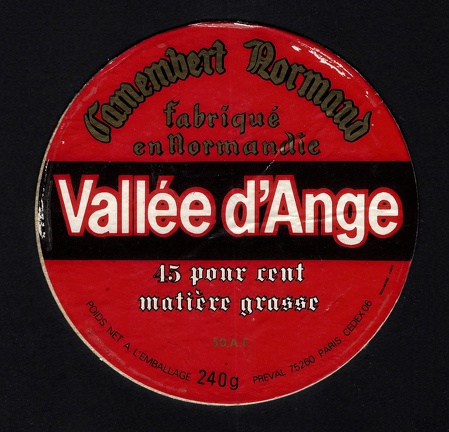 Camembert Normand
fabriqué
en Normandie
Vallée d'Ange
45 pour cent
matière grasse
POIDS NET A L'EMBALLAGE 240g PREVAL 75260 PARIS CEDEX 06